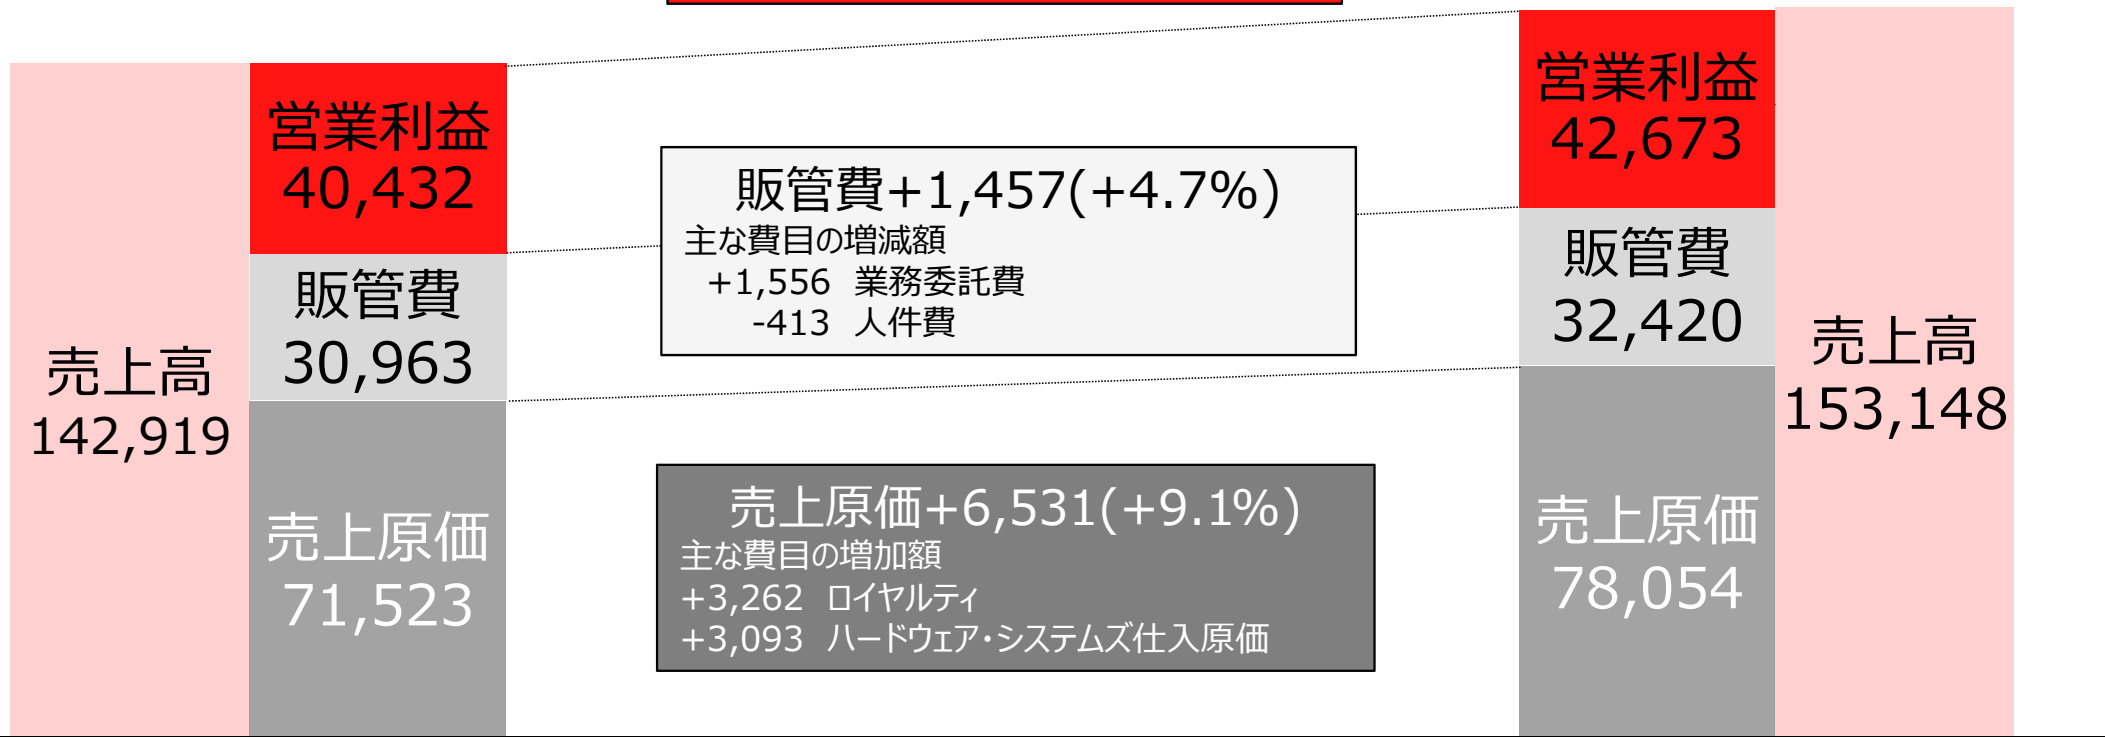 売上高
142,919
営業利益
40,432
販管費
30,963
売上原価
71,523
販管費+1,457(+4.7%)
主な費目の増減額
+1,556 業務委託費
-413 人件費
売上原価+6,531(+9.1%)
主な費目の増加額
+3,262 ロイヤルティ
+3,093 ハードウェア・システムズ仕入原価
営業利益
42,673
販管費
32,420
売上原価
78,054
売上高
153,148